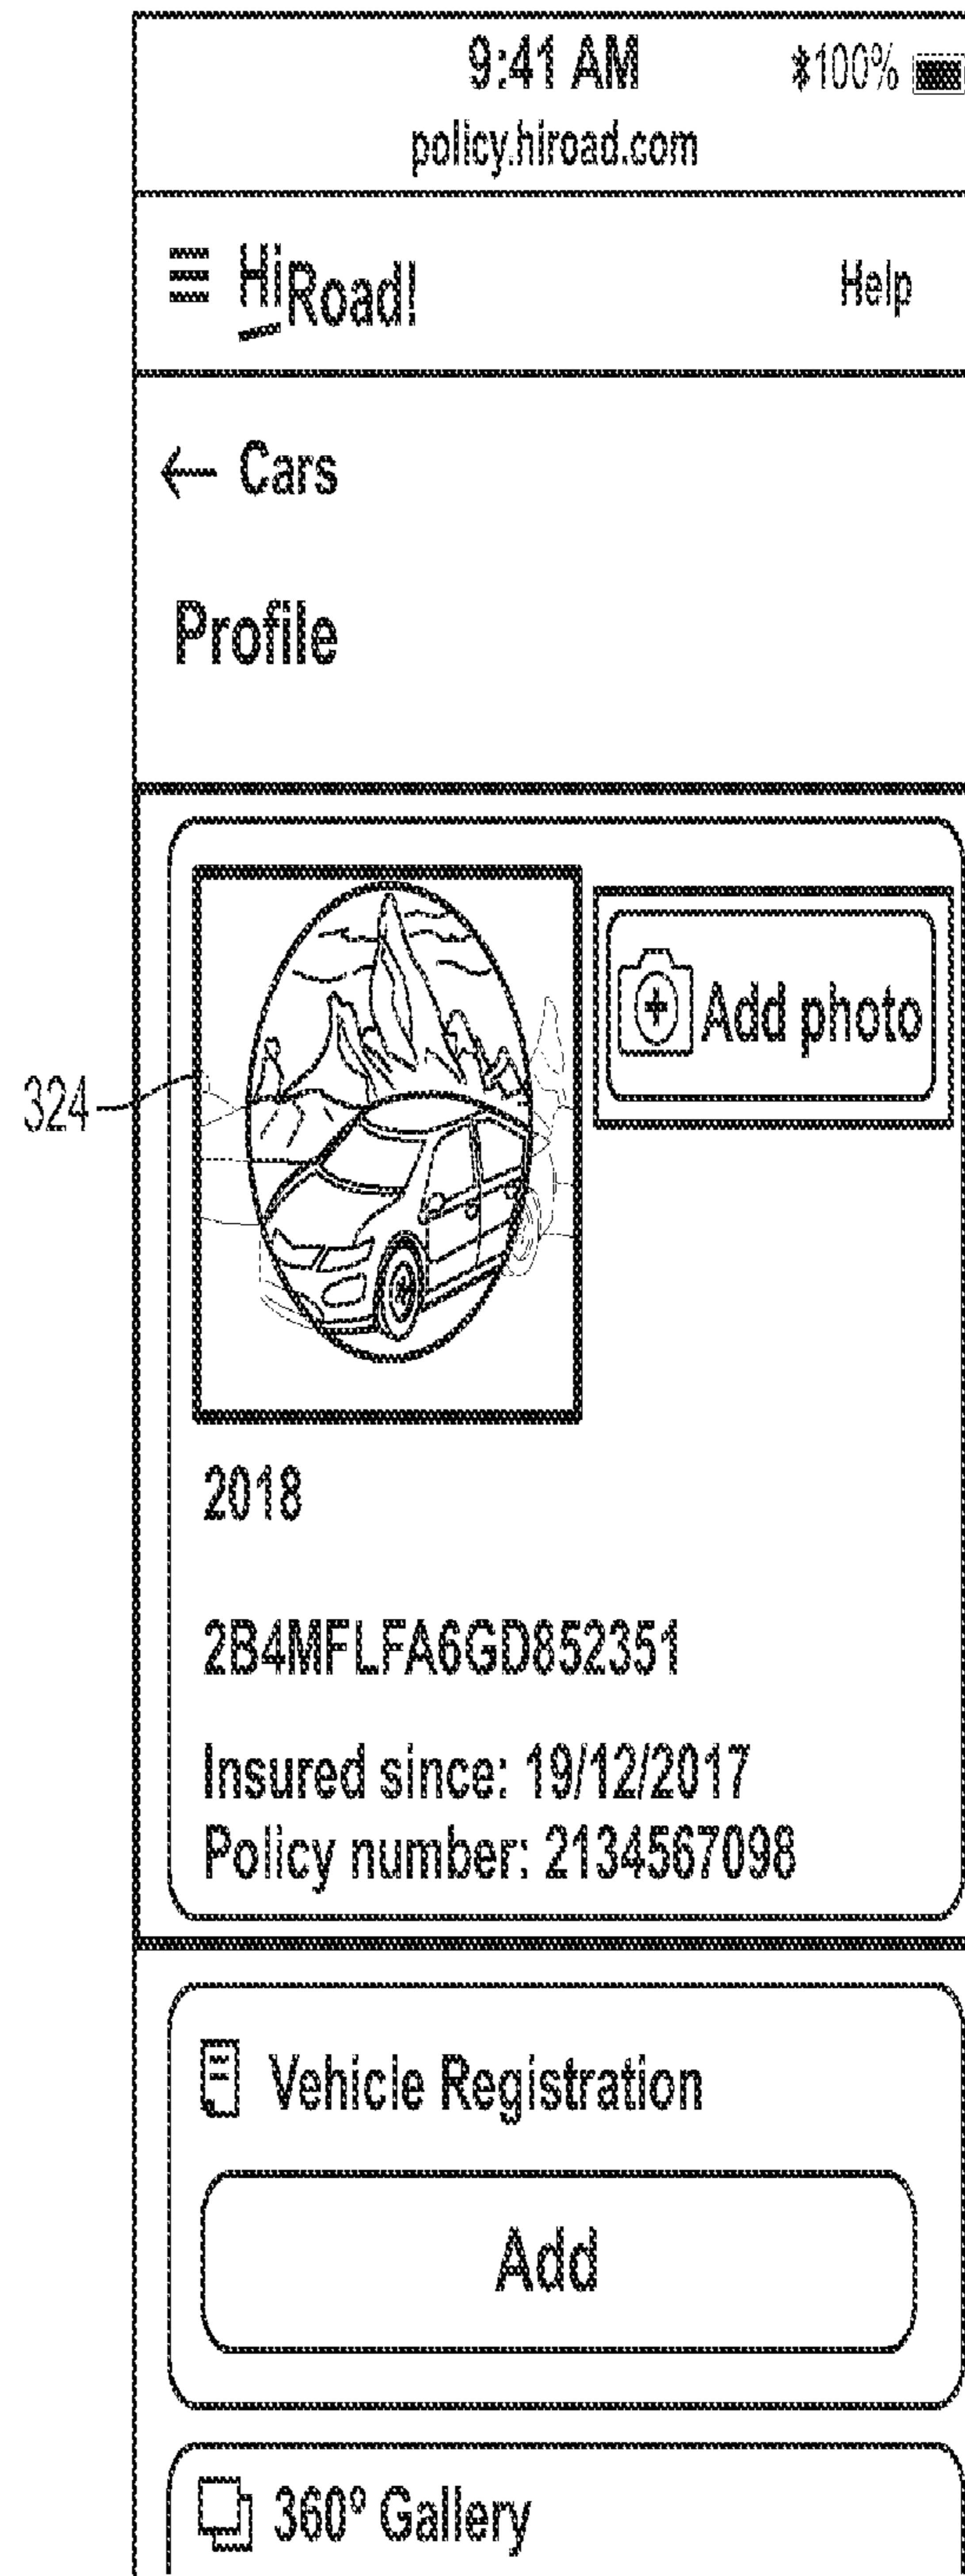 9:41 AM 100%
policy.hiroad.com
HiRoad! Help
← Cars
Profile
Add photo
324
2018
2B4MFLFA6GD852351
Insured since: 19/12/2017
Policy number: 2134567098
Vehicle Registration
Add
360° Gallery